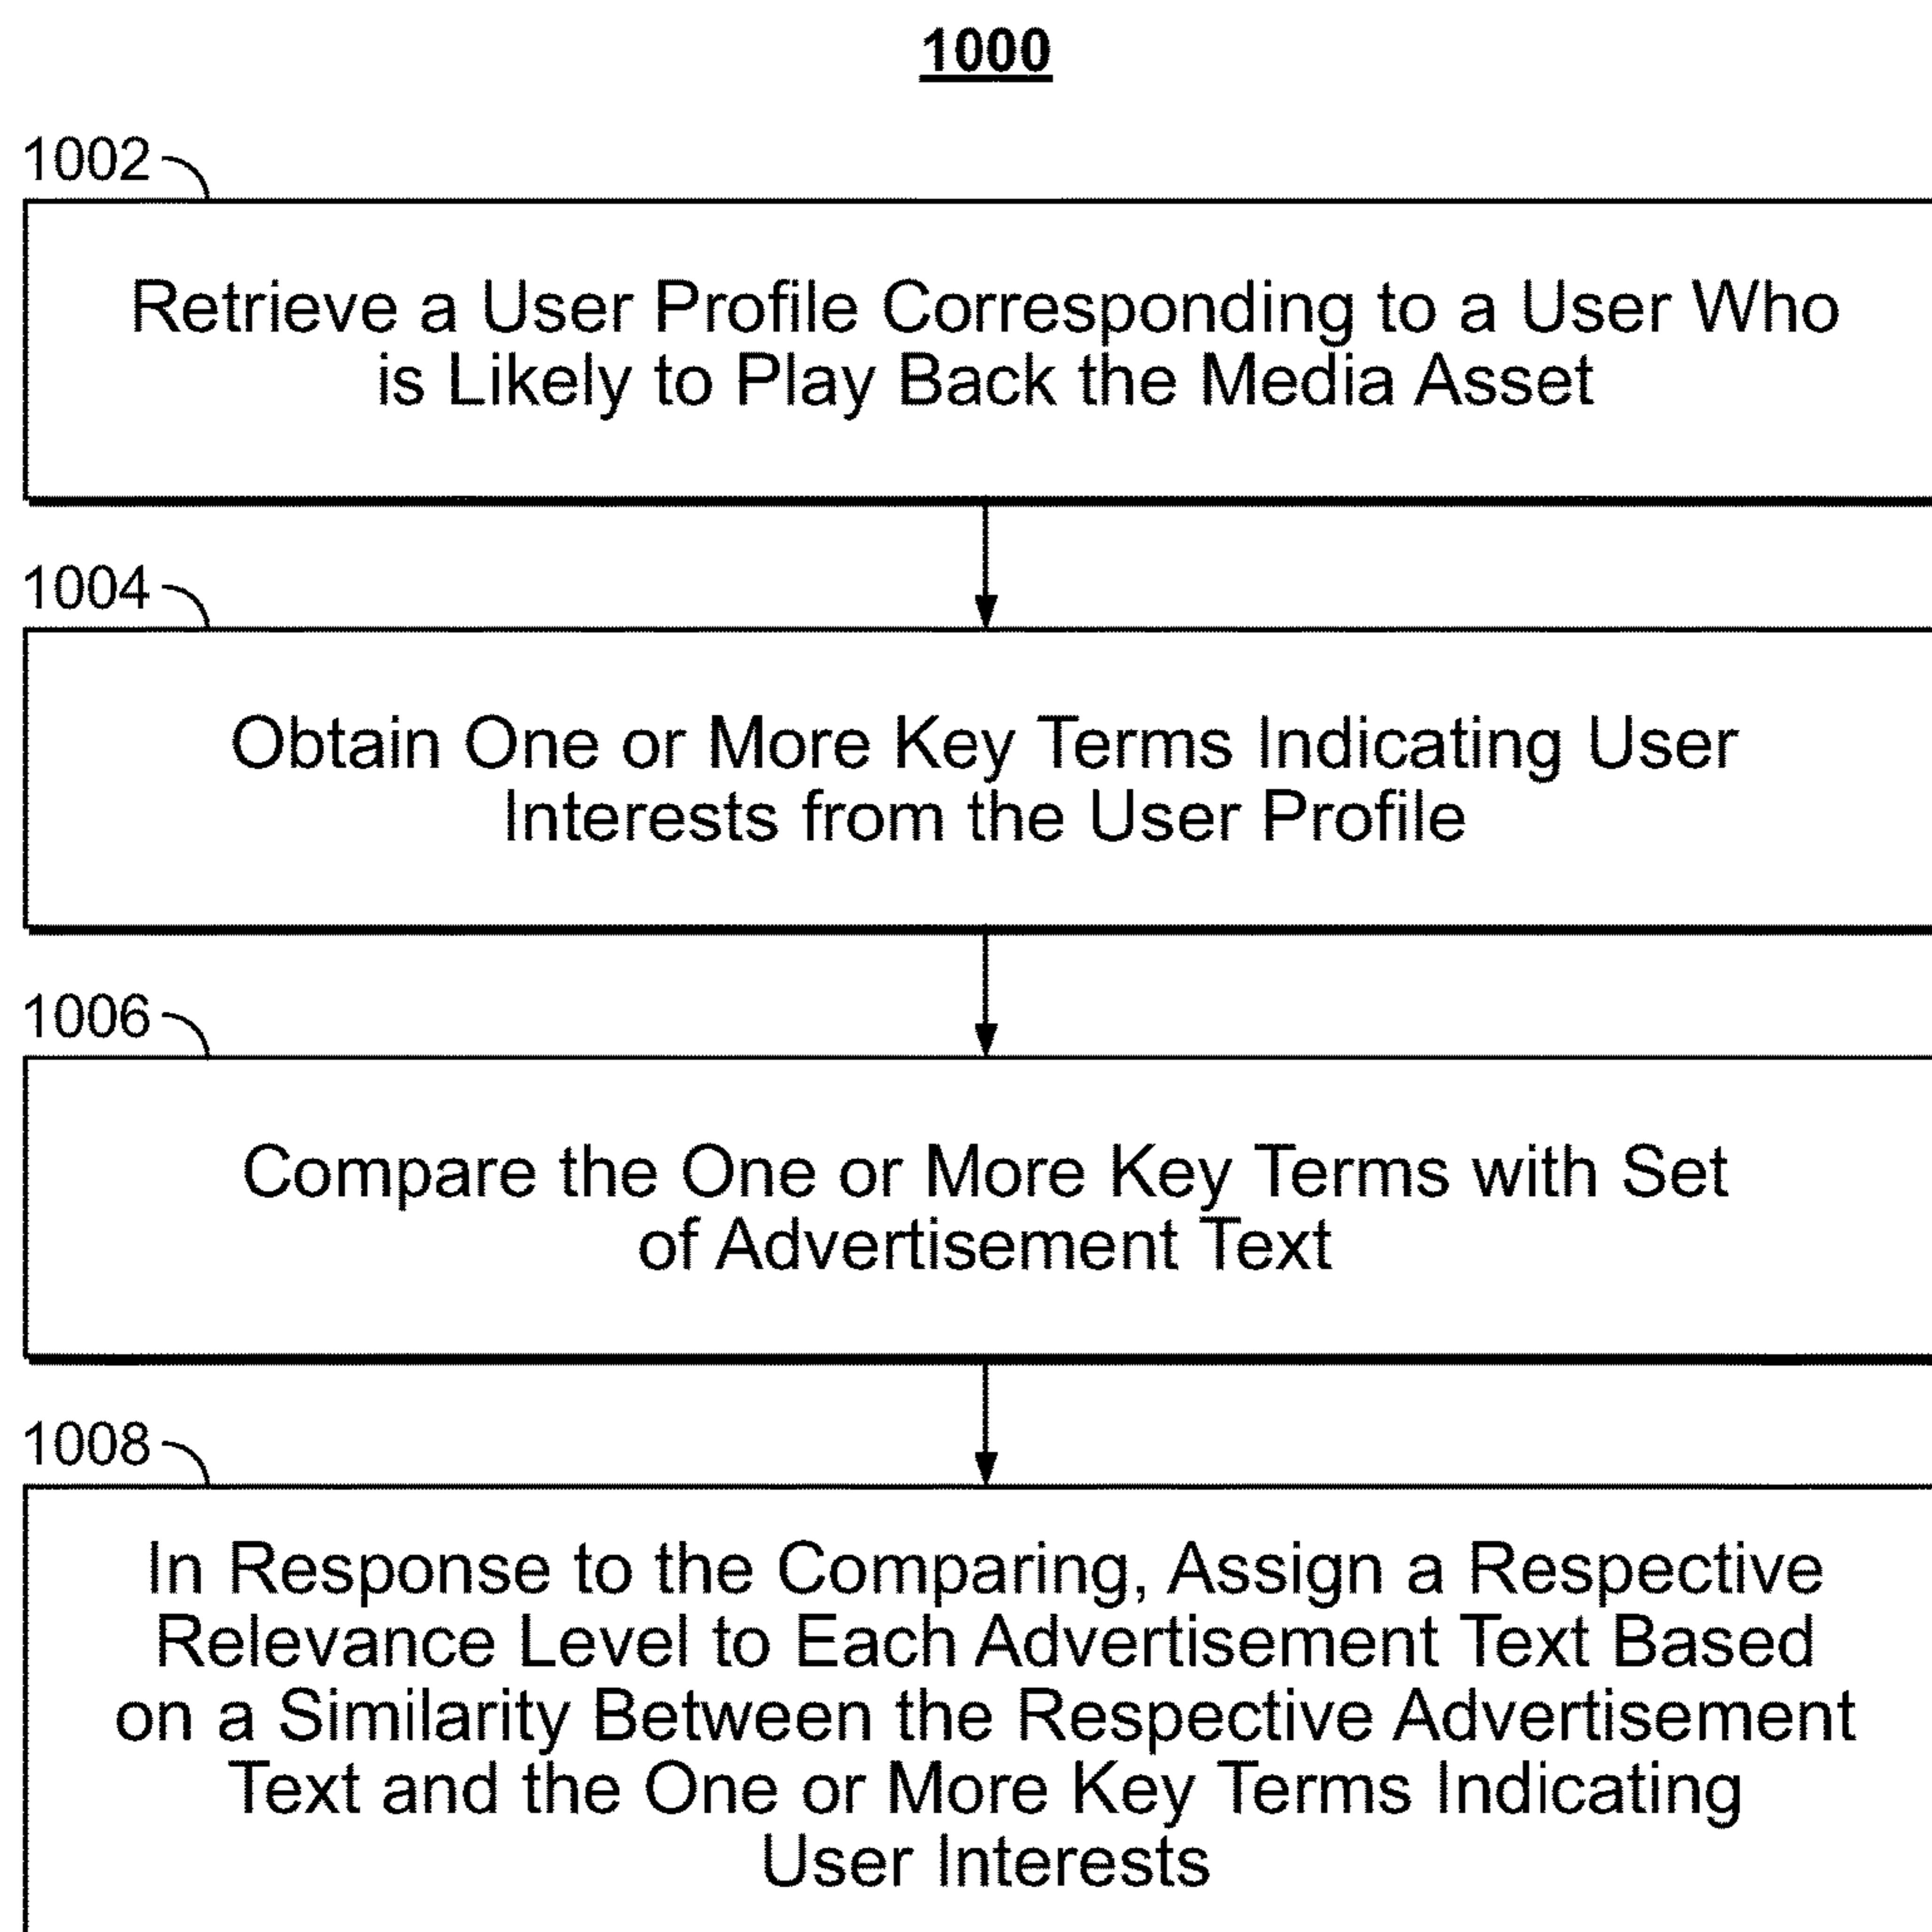 1000
1002
Retrieve a User Profile Corresponding to a User Who
is Likely to Play Back the Media Asset
1004
Obtain One or More Key Terms Indicating User
Interests from the User Profile
1006
Compare the One or More Key Terms with Set
of Advertisement Text
1008
In Response to the Comparing, Assign a Respective
Relevance Level to Each Advertisement Text Based
on a Similarity Between the Respective Advertisement
Text and the One or More Key Terms Indicating
User Interests